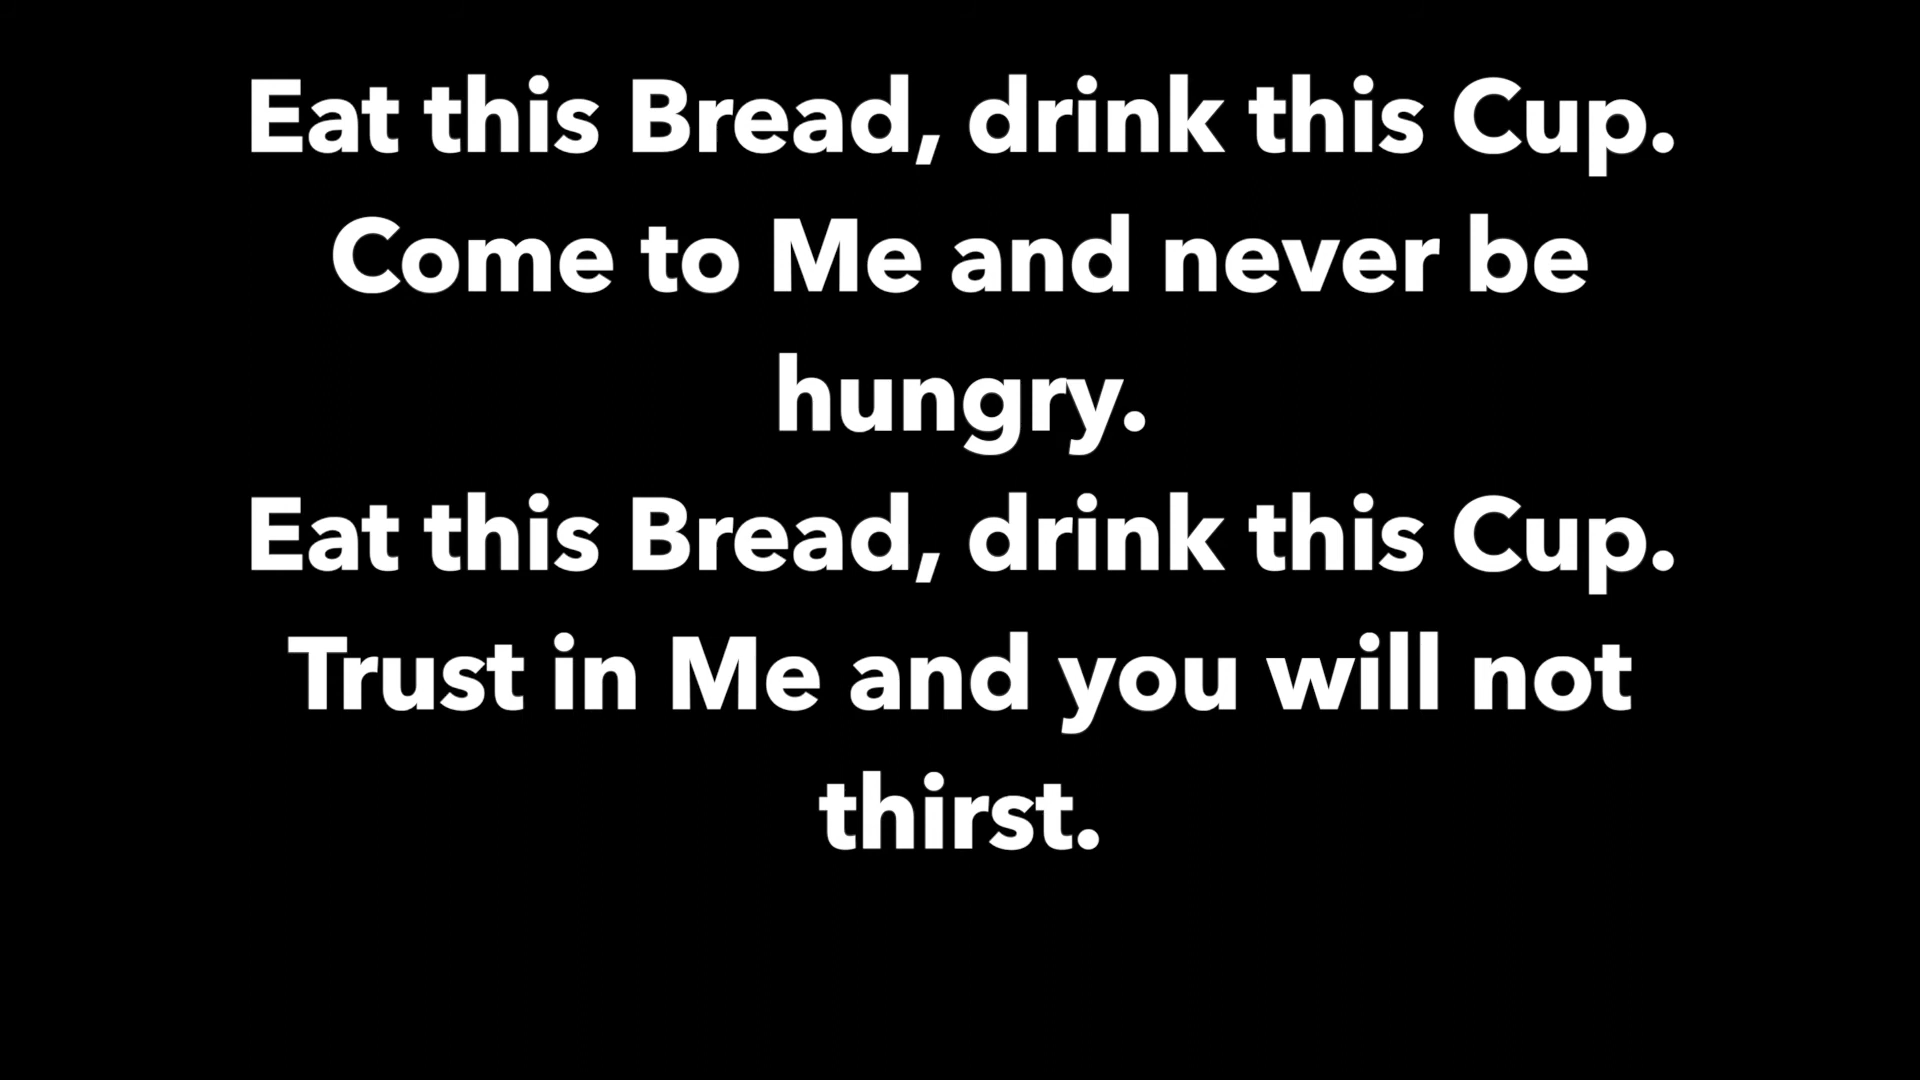 Eat this Bread, drink this Cup.
Come to Me and never be
hungry.
Eat this Bread, drink this Cup.
Trust in Me and you will not
thirst.